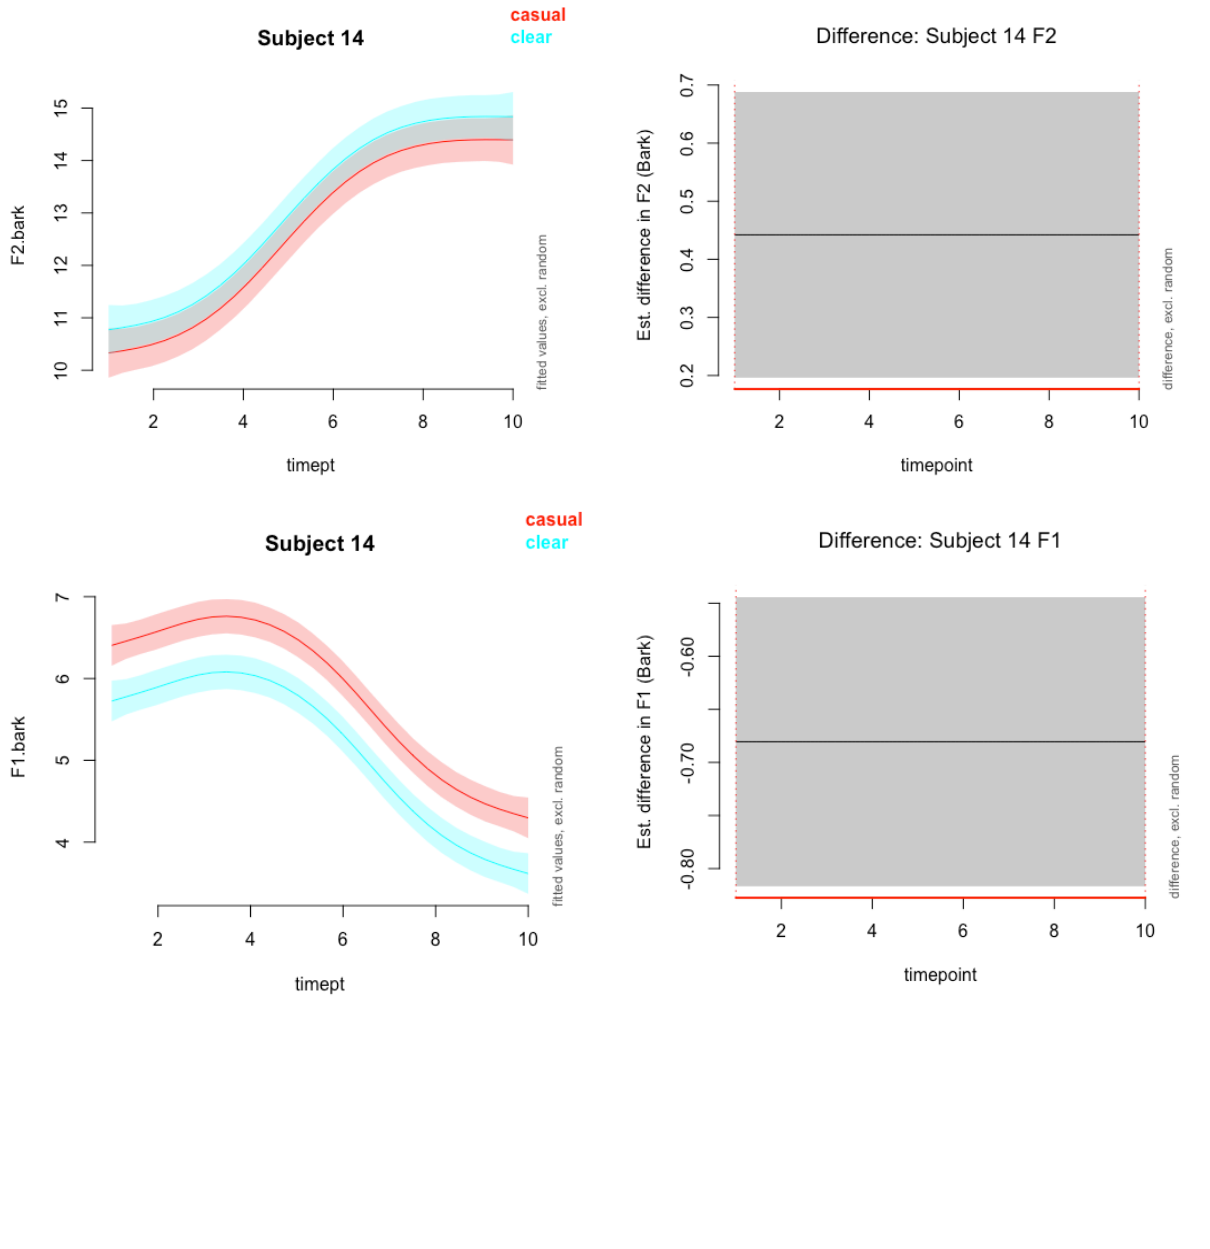 casual
clear
Subject 14
F2.bark
15
14
13
12
11
10
2 4 6 8 10
timept
fitted values, excl. random
Difference: Subject 14 F2
Est. difference in F2 (Bark)
0.7
0.6
0.5
0.4
0.3
0.2
2 4 6 8 10
timepoint
difference, excl. random
casual
clear
Subject 14
F1.bark
7
6
5
4
2 4 6 8 10
timept
fitted values, excl. random
Difference: Subject 14 F1
Est. difference in F1 (Bark)
-0.60
-0.70
-0.80
2 4 6 8 10
timepoint
difference, excl. random